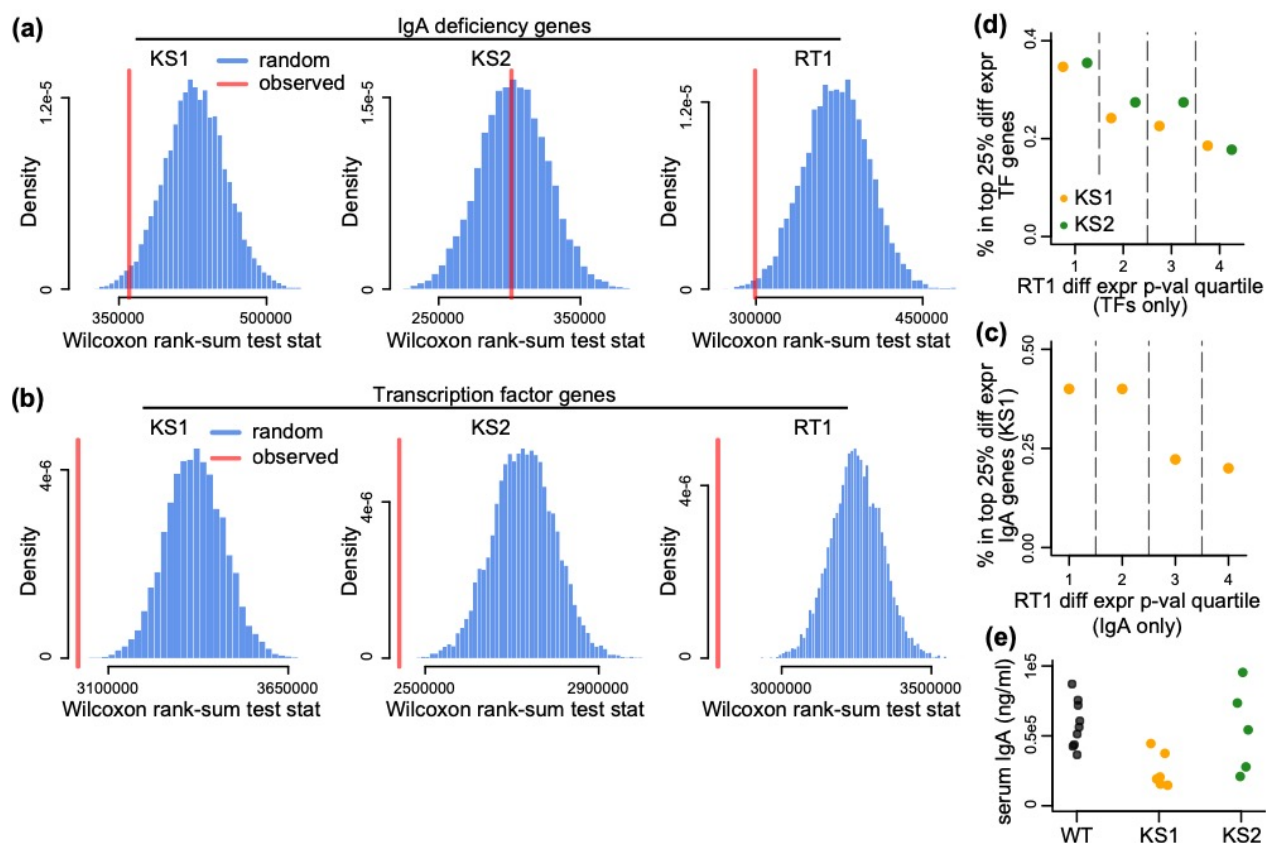 (a)
IgA deficiency genes
KS1
random
observed
KS2
RT1
Density
1.2e-5
0
350000
500000
Wilcoxon rank-sum test stat
Density
1.5e-5
0
250000
350000
Wilcoxon rank-sum test stat
Density
1.2e-5
0
300000
450000
Wilcoxon rank-sum test stat
(b)
Transcription factor genes
KS1
random
observed
KS2
RT1
Density
4e-6
0
3100000
3650000
Wilcoxon rank-sum test stat
Density
4e-6
0
2500000
2900000
Wilcoxon rank-sum test stat
Density
4e-6
0
3000000
3500000
Wilcoxon rank-sum test stat
(d)
% in top 25% diff expr
TF genes
0.4
0.2
0.0
KS1
KS2
1
2
3
4
RT1 diff expr p-val quartile
(TFs only)
(c)
% in top 25% diff expr
IgA genes (KS1)
0.50
0.25
0.00
1
2
3
4
RT1 diff expr p-val quartile
(IgA only)
(e)
serum IgA (ng/ml)
1e5
0.5e5
0
WT
KS1
KS2